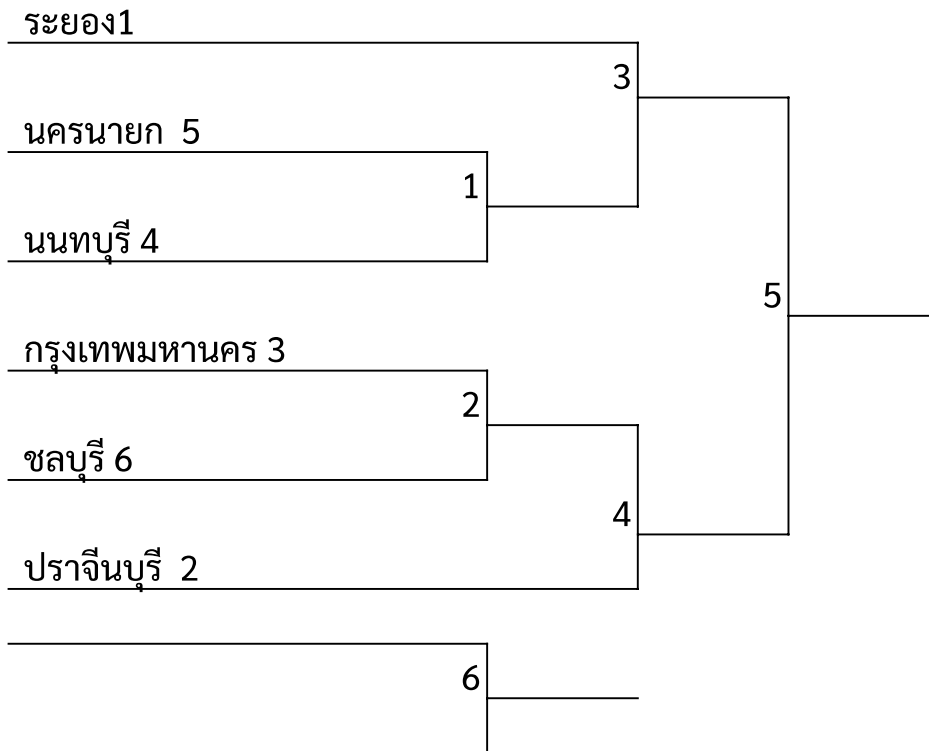 ระยอง1
3
นครนายก  5
1
นนทบุรี 4
5
กรุงเทพมหานคร 3
2
ชลบุรี 6
4
ปราจีนบุรี  2
6